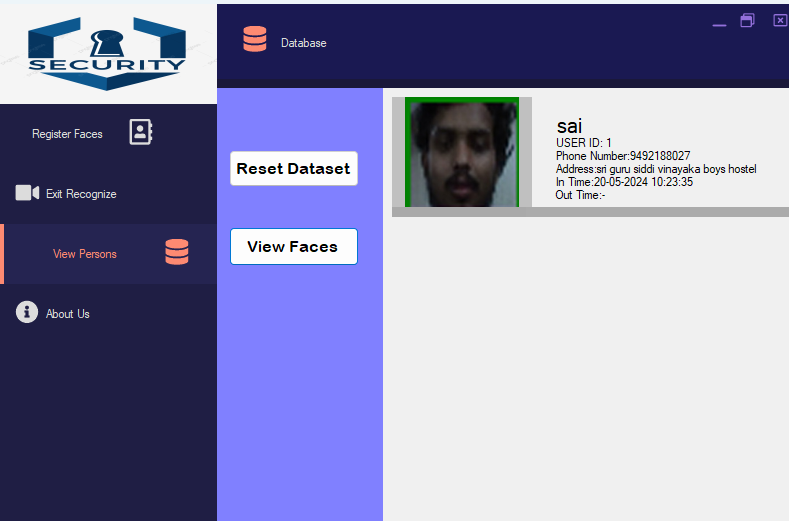 SECURITY
Database
Register Faces
Exit Recognize
View Persons
About Us
Reset Dataset
View Faces
sai
USER ID: 1
Phone Number:9492188027
Address:sri guru siddi vinayaka boys hostel
In Time:20-05-2024 10:23:35
Out Time:-